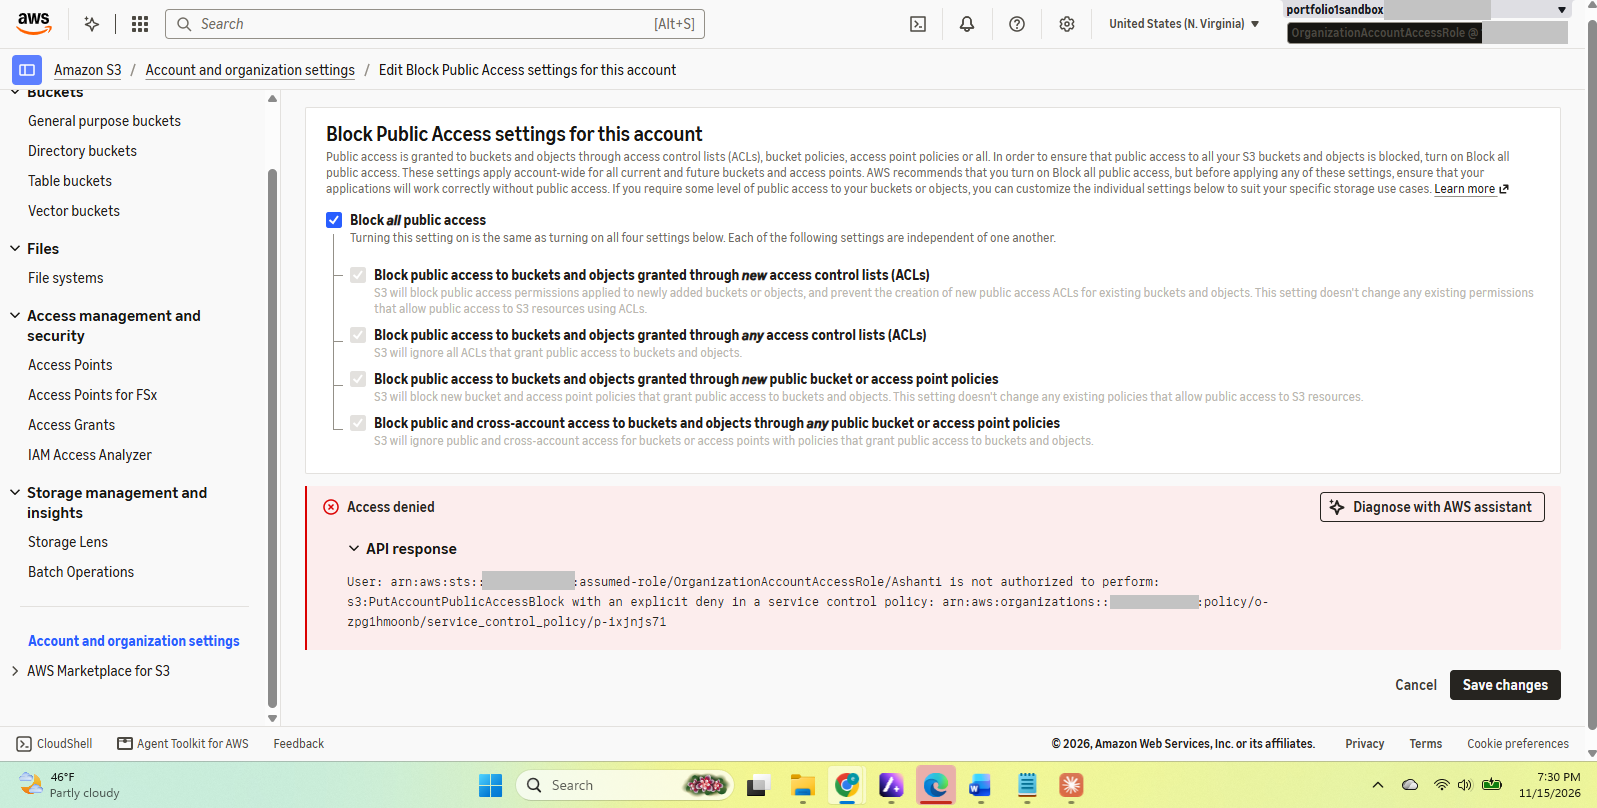 aws
Search
[Alt+S]
United States (N. Virginia)
portfolio1sandbox
OrganizationAccountAccessRole @
Amazon S3 / Account and organization settings / Edit Block Public Access settings for this account
Buckets
General purpose buckets
Directory buckets
Table buckets
Vector buckets
Files
File systems
Access management and
security
Access Points
Access Points for FSx
Access Grants
IAM Access Analyzer
Storage management and
insights
Storage Lens
Batch Operations
Account and organization settings
AWS Marketplace for S3
Block Public Access settings for this account
Public access is granted to buckets and objects through access control lists (ACLs), bucket policies, access point policies or all. In order to ensure that public access to all your S3 buckets and objects is blocked, turn on Block all
public access. These settings apply account-wide for all current and future buckets and access points. AWS recommends that you turn on Block all public access, but before applying any of these settings, ensure that your
applications will work correctly without public access. If you require some level of public access to your buckets or objects, you can customize the individual settings below to suit your specific storage use cases. Learn more
Block all public access
Turning this setting on is the same as turning on all four settings below. Each of the following settings are independent of one another.
Block public access to buckets and objects granted through new access control lists (ACLs)
S3 will block public access permissions applied to newly added buckets or objects, and prevent the creation of new public access ACLs for existing buckets and objects. This setting doesn't change any existing permissions
that allow public access to S3 resources using ACLs.
Block public access to buckets and objects granted through any access control lists (ACLs)
S3 will ignore all ACLs that grant public access to buckets and objects.
Block public access to buckets and objects granted through new public bucket or access point policies
S3 will block new bucket and access point policies that grant public access to buckets and objects. This setting doesn't change any existing policies that allow public access to S3 resources.
Block public and cross-account access to buckets and objects through any public bucket or access point policies
S3 will ignore public and cross-account access for buckets or access points with policies that grant public access to buckets and objects.
Access denied
Diagnose with AWS assistant
API response
User: arn:aws:sts:: :assumed-role/OrganizationAccountAccessRole/Ashanti is not authorized to perform:
s3:PutAccountPublicAccessBlock with an explicit deny in a service control policy: arn:aws:organizations:: :policy/o-
zpg1hmoonb/service_control_policy/p-ixjnjs71
Cancel
Save changes
CloudShell
Agent Toolkit for AWS
Feedback
© 2026, Amazon Web Services, Inc. or its affiliates.
Privacy
Terms
Cookie preferences
46°F
Partly cloudy
Search
7:30 PM
11/15/2026